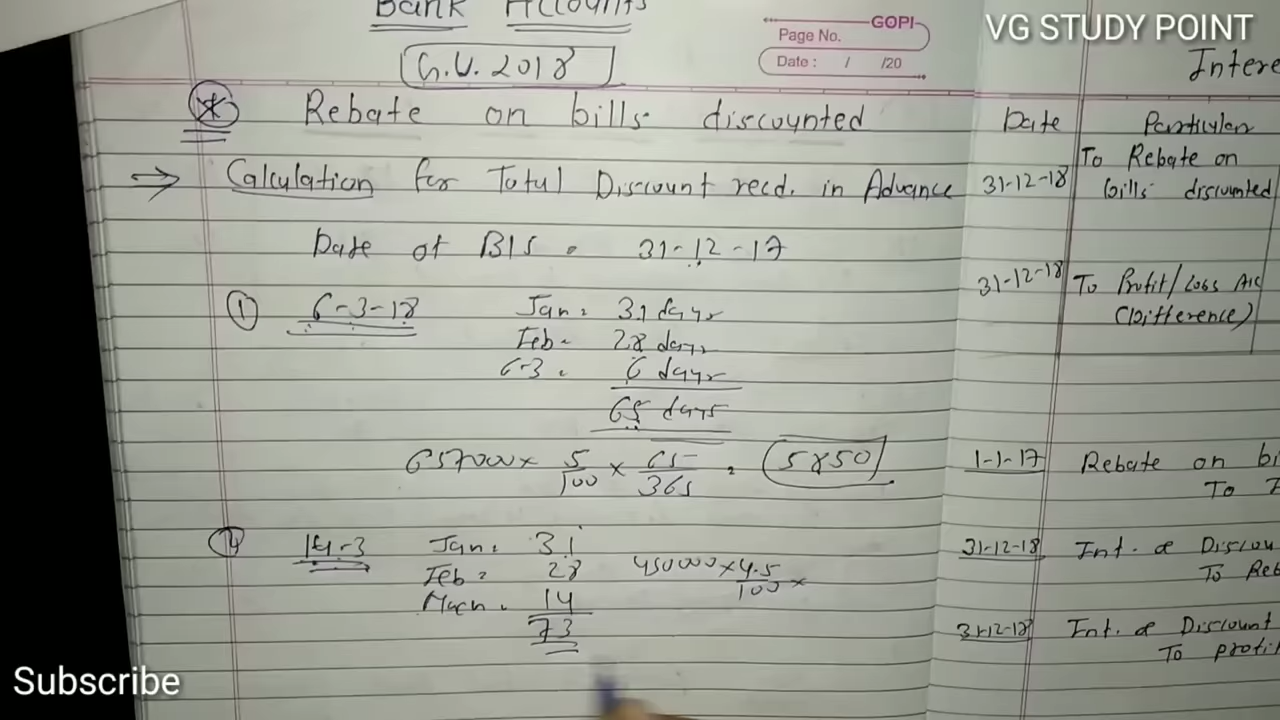 Bank Accounts
G.U. 2018
GOPI
Page No.
Date : / /20
VG STUDY POINT
Rebate on bills discounted
Calculation for Total Discount recd. in Advance
Date of B/S = 31-12-17
① 6-3-18 Jan = 31 days
Feb = 28 days
6-3 = 6 days
65 days
657000 × 5/100 × 65/365 = 5850
14-3 Jan = 31
Feb = 28
March = 14
73
450000 × 4.5/100 ×
Intere
Date Particular
31-12-18 To Rebate on
bills discounted
31-12-18 To Profit/Loss A/c
(Difference)
1-1-17 Rebate on bi
To I
31-12-18 Int. & Discou
To Reb
31-12-18 Int. & Discount
To profit
Subscribe